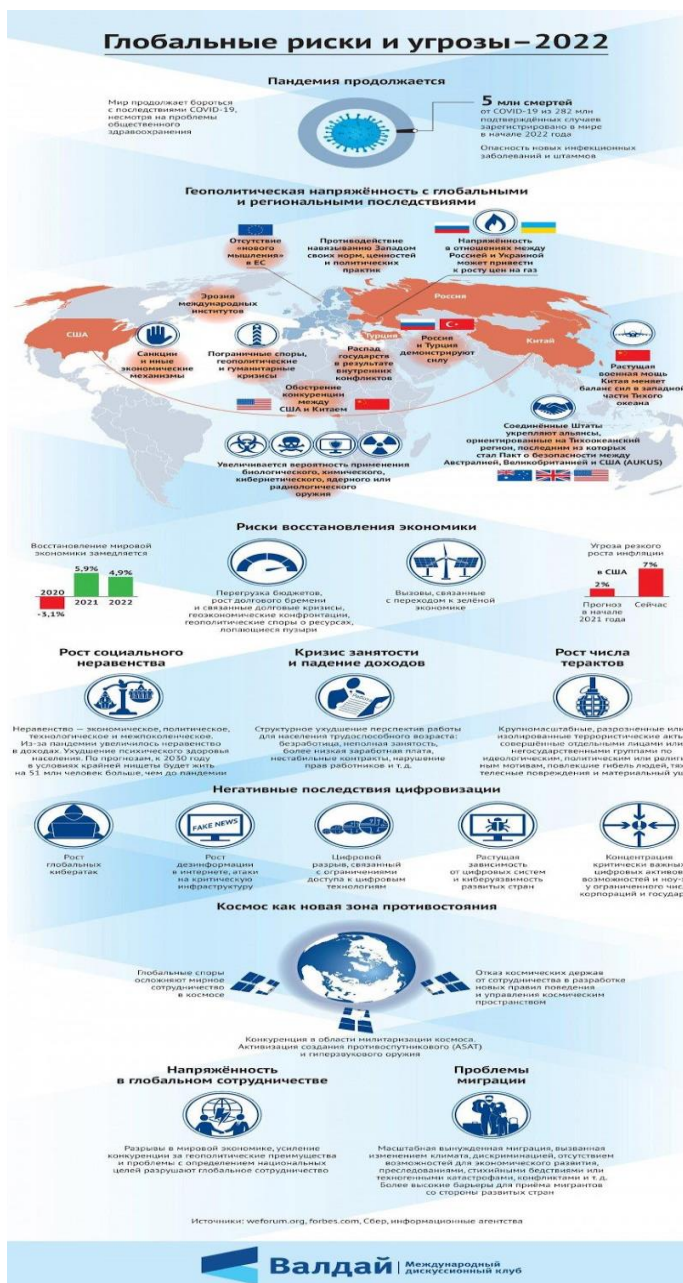 Глобальные риски и угрозы–2022
Пандемия продолжается
Мир продолжает бороться
с последствиями COVID-19,
несмотря на проблемы
общественного
здравоохранения
5 млн смертей
от COVID-19 из 282 млн
подтверждённых случаев
зарегистрировано в мире
в начале 2022 года
Опасность новых инфекционных
заболеваний и штаммов
Геополитическая напряжённость с глобальными
и региональными последствиями
Отсутствие
«нового
мышления»
в ЕС
Противодействие
навязыванию Западом
своих норм, ценностей
и политических
практик
Напряжённость
в отношениях между
Россией и Украиной
может привести
к росту цен на газ
Эрозия
международных
институтов
США
Россия
Турция
Китай
Санкции
и иные
экономические
механизмы
Пограничные споры,
геополитические
и гуманитарные
кризисы
Распад
государств
в результате
внутренних
конфликтов
Россия
и Турция
демонстрируют
силу
Растущая
военная мощь
Китая меняет
баланс сил в западной
части Тихого
океана
Обострение
конкуренции
между
США и Китаем
Соединённые Штаты
укрепляют альянсы,
ориентированные на Тихоокеанский
регион, последним из которых
стал Пакт о безопасности между
Австралией, Великобританией и США (AUKUS)
Увеличивается вероятность применения
биологического, химического,
кибернетического, ядерного или
радиологического
оружия
Риски восстановления экономики
Восстановление мировой
экономики замедляется
2020
-3,1%
5,9%
2021
4,9%
2022
Перегрузка бюджетов,
рост долгового бремени
и связанные долговые кризисы,
геоэкономические конфронтации,
геополитические споры о ресурсах,
лопающиеся пузыри
Вызовы, связанные
с переходом к зелёной
экономике
Угроза резкого
роста инфляции
в США
2%
Прогноз
в начале
2021 года
7%
Сейчас
Рост социального
неравенства
Неравенство — экономическое, политическое,
технологическое и межпоколенческое.
Из-за пандемии увеличилось неравенство
в доходах. Ухудшение психического здоровья
населения. По прогнозам, к 2030 году
в условиях крайней нищеты будет жить
на 51 млн человек больше, чем до пандемии
Кризис занятости
и падение доходов
Структурное ухудшение перспектив работы
для населения трудоспособного возраста:
безработица, неполная занятость,
более низкая заработная плата,
нестабильные контракты, нарушение
прав работников и т. д.
Рост числа
терактов
Крупномасштабные, разрозненные или
изолированные террористические акты
совершённые отдельными лицами или
негосударственными группами по
идеологическим, политическим или религи
ным мотивам, повлекшие гибель людей, тяж
телесные повреждения и материальный ущ
Негативные последствия цифровизации
Рост
глобальных
кибератак
FAKE NEWS
Рост
дезинформации
в интернете, атаки
на критическую
инфраструктуру
Цифровой
разрыв, связанный
с ограничениями
доступа к цифровым
технологиям
Растущая
зависимость
от цифровых систем
и киберуязвимость
развитых стран
Концентрация
критически важных
цифровых активов
возможностей и ноу-
у ограниченного числ
корпораций и государ
Космос как новая зона противостояния
Глобальные споры
осложняют мирное
сотрудничество
в космосе
Отказ космических держав
от сотрудничества в разработке
новых правил поведения
и управления космическим
пространством
Конкуренция в области милитаризации космоса.
Активизация создания противоспутникового (ASAT)
и гиперзвукового оружия
Напряжённость
в глобальном сотрудничестве
Разрывы в мировой экономике, усиление
конкуренции за геополитические преимущества
и проблемы с определением национальных
целей разрушают глобальное сотрудничество
Проблемы
миграции
Масштабная вынужденная миграция, вызванная
изменением климата, дискриминацией, отсутствием
возможностей для экономического развития,
преследованиями, стихийными бедствиями или
техногенными катастрофами, конфликтами и т. д.
Более высокие барьеры для приёма мигрантов
со стороны развитых стран
Источники: weforum.org, forbes.com, Сбер, информационные агентства
Валдай
Международный
дискуссионный клуб